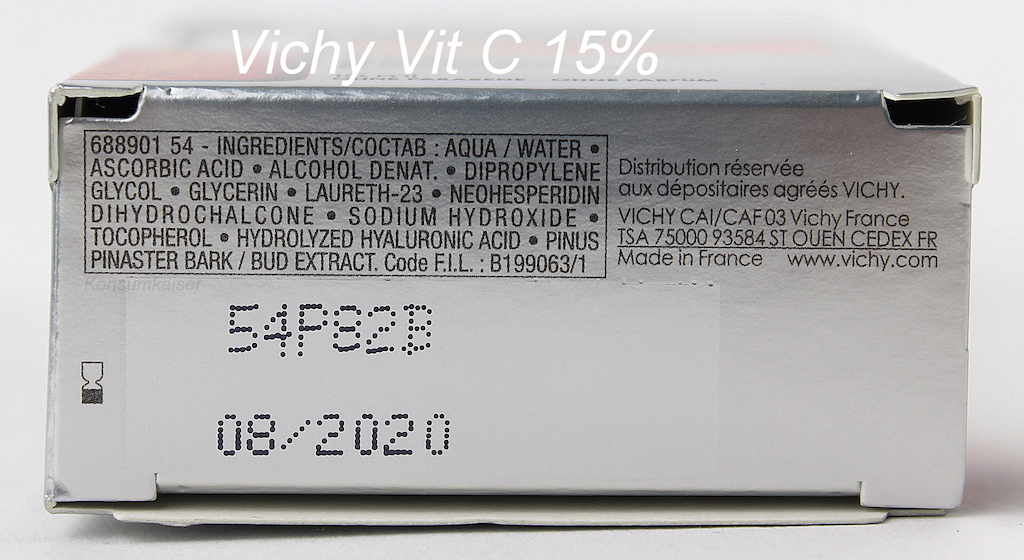 Vichy Vit C 15%
688901 54 - INGREDIENTS/COCTAB : AQUA / WATER •
ASCORBIC ACID • ALCOHOL DENAT. • DIPROPYLENE
GLYCOL • GLYCERIN • LAURETH-23 • NEOHESPERIDIN
DIHYDROCHALCONE • SODIUM HYDROXIDE •
TOCOPHEROL • HYDROLYZED HYALURONIC ACID • PINUS
PINASTER BARK / BUD EXTRACT. Code F.I.L. : B199063/1
Distribution réservée
aux dépositaires agréés VICHY.
VICHY CAI/CAF 03 Vichy France
TSA 75000 93584 ST OUEN CEDEX FR
Made in France www.vichy.com
Konsumkaiser
54P82B
08/2020